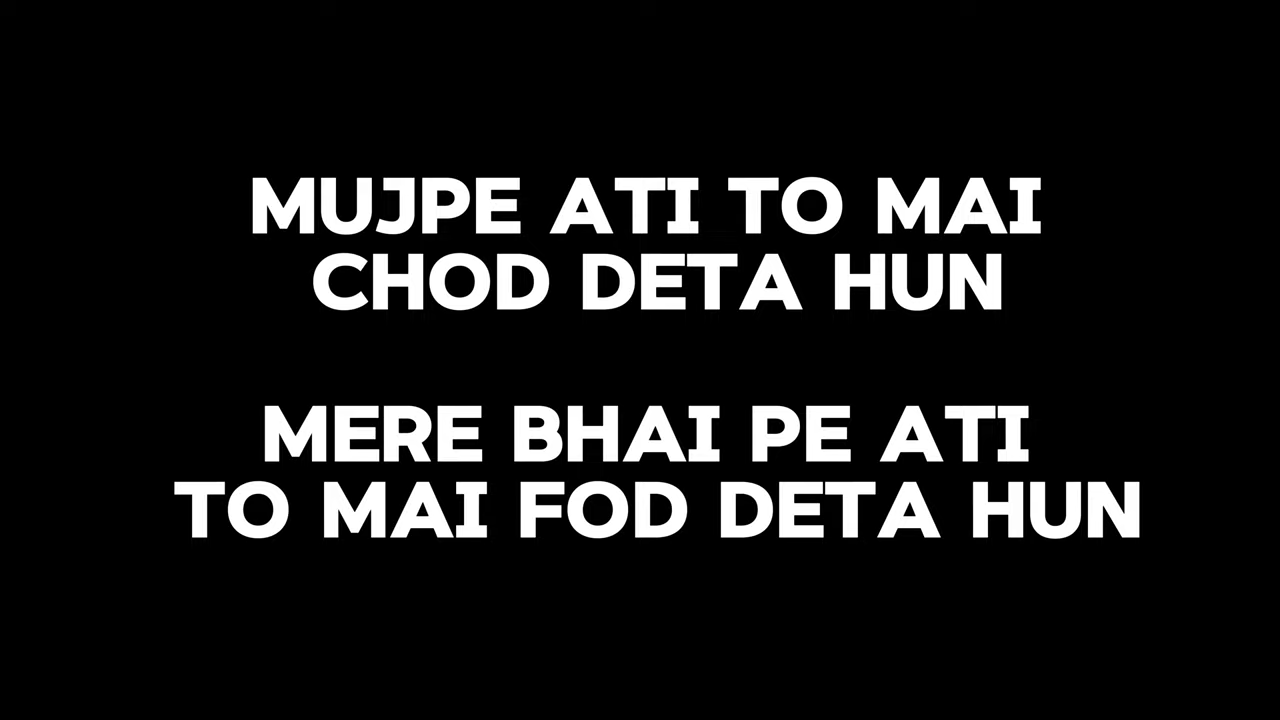 MUJPE ATI TO MAI
CHOD DETA HUN
MERE BHAI PE ATI
TO MAI FOD DETA HUN